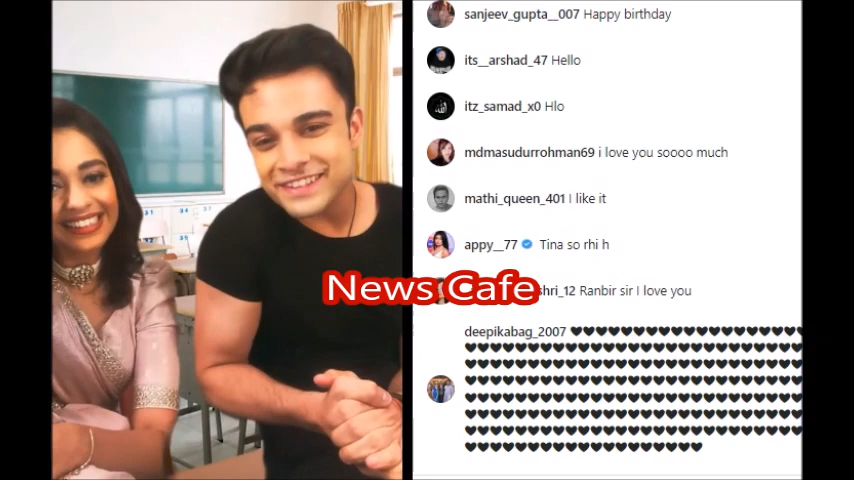 sanjeev_gupta__007 Happy birthday
its__arshad_47 Hello
itz_samad_x0 Hlo
mdmasudurrohman69 i love you soooo much
mathi_queen_401 I like it
appy__77 Tina so rhi h
News Cafe
shri_12 Ranbir sir I love you
deepikabag_2007